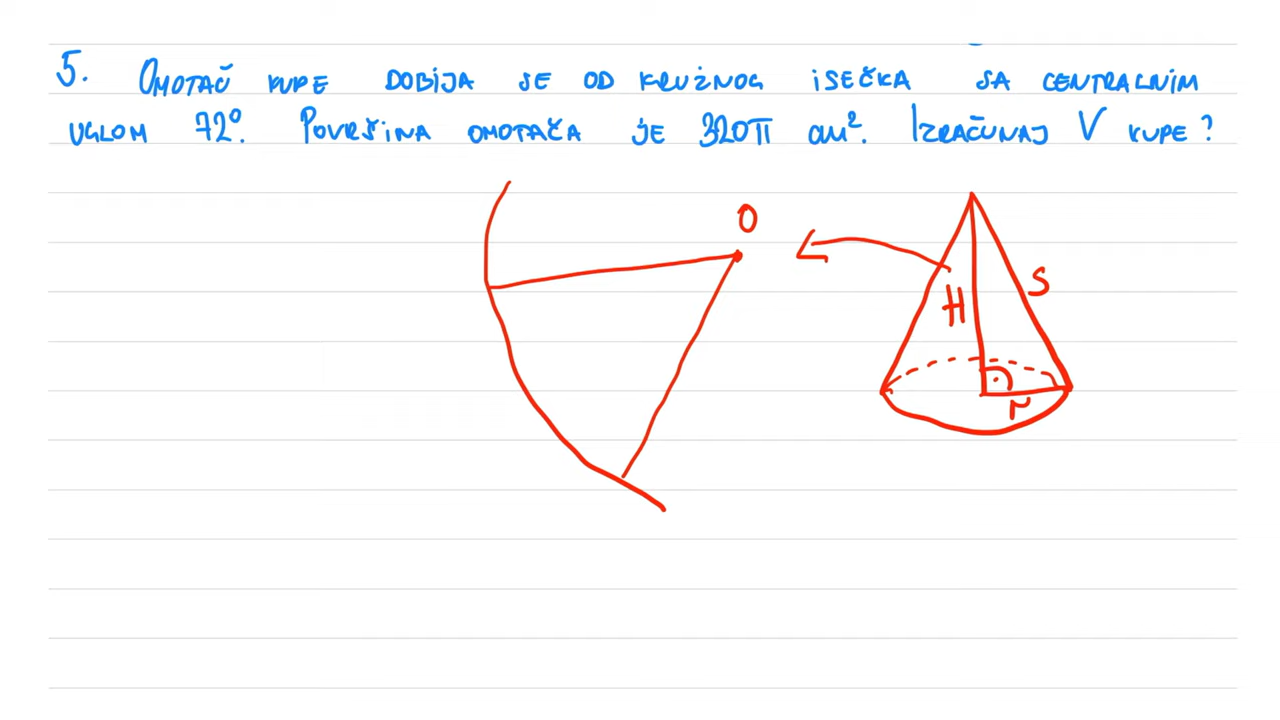 5. Omotač kupe dobija se od kružnog isečka sa centralnim
uglom 72°. Površina omotača je 320π cm². Izračunaj V kupe?
O
S
H
r